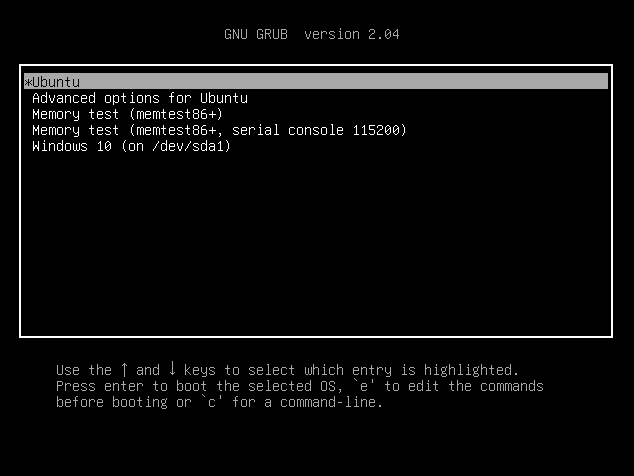 GNU GRUB  version 2.04
*Ubuntu
Advanced options for Ubuntu
Memory test (memtest86+)
Memory test (memtest86+, serial console 115200)
Windows 10 (on /dev/sda1)
Use the ↑ and ↓ keys to select which entry is highlighted.
Press enter to boot the selected OS, `e' to edit the commands
before booting or `c' for a command-line.